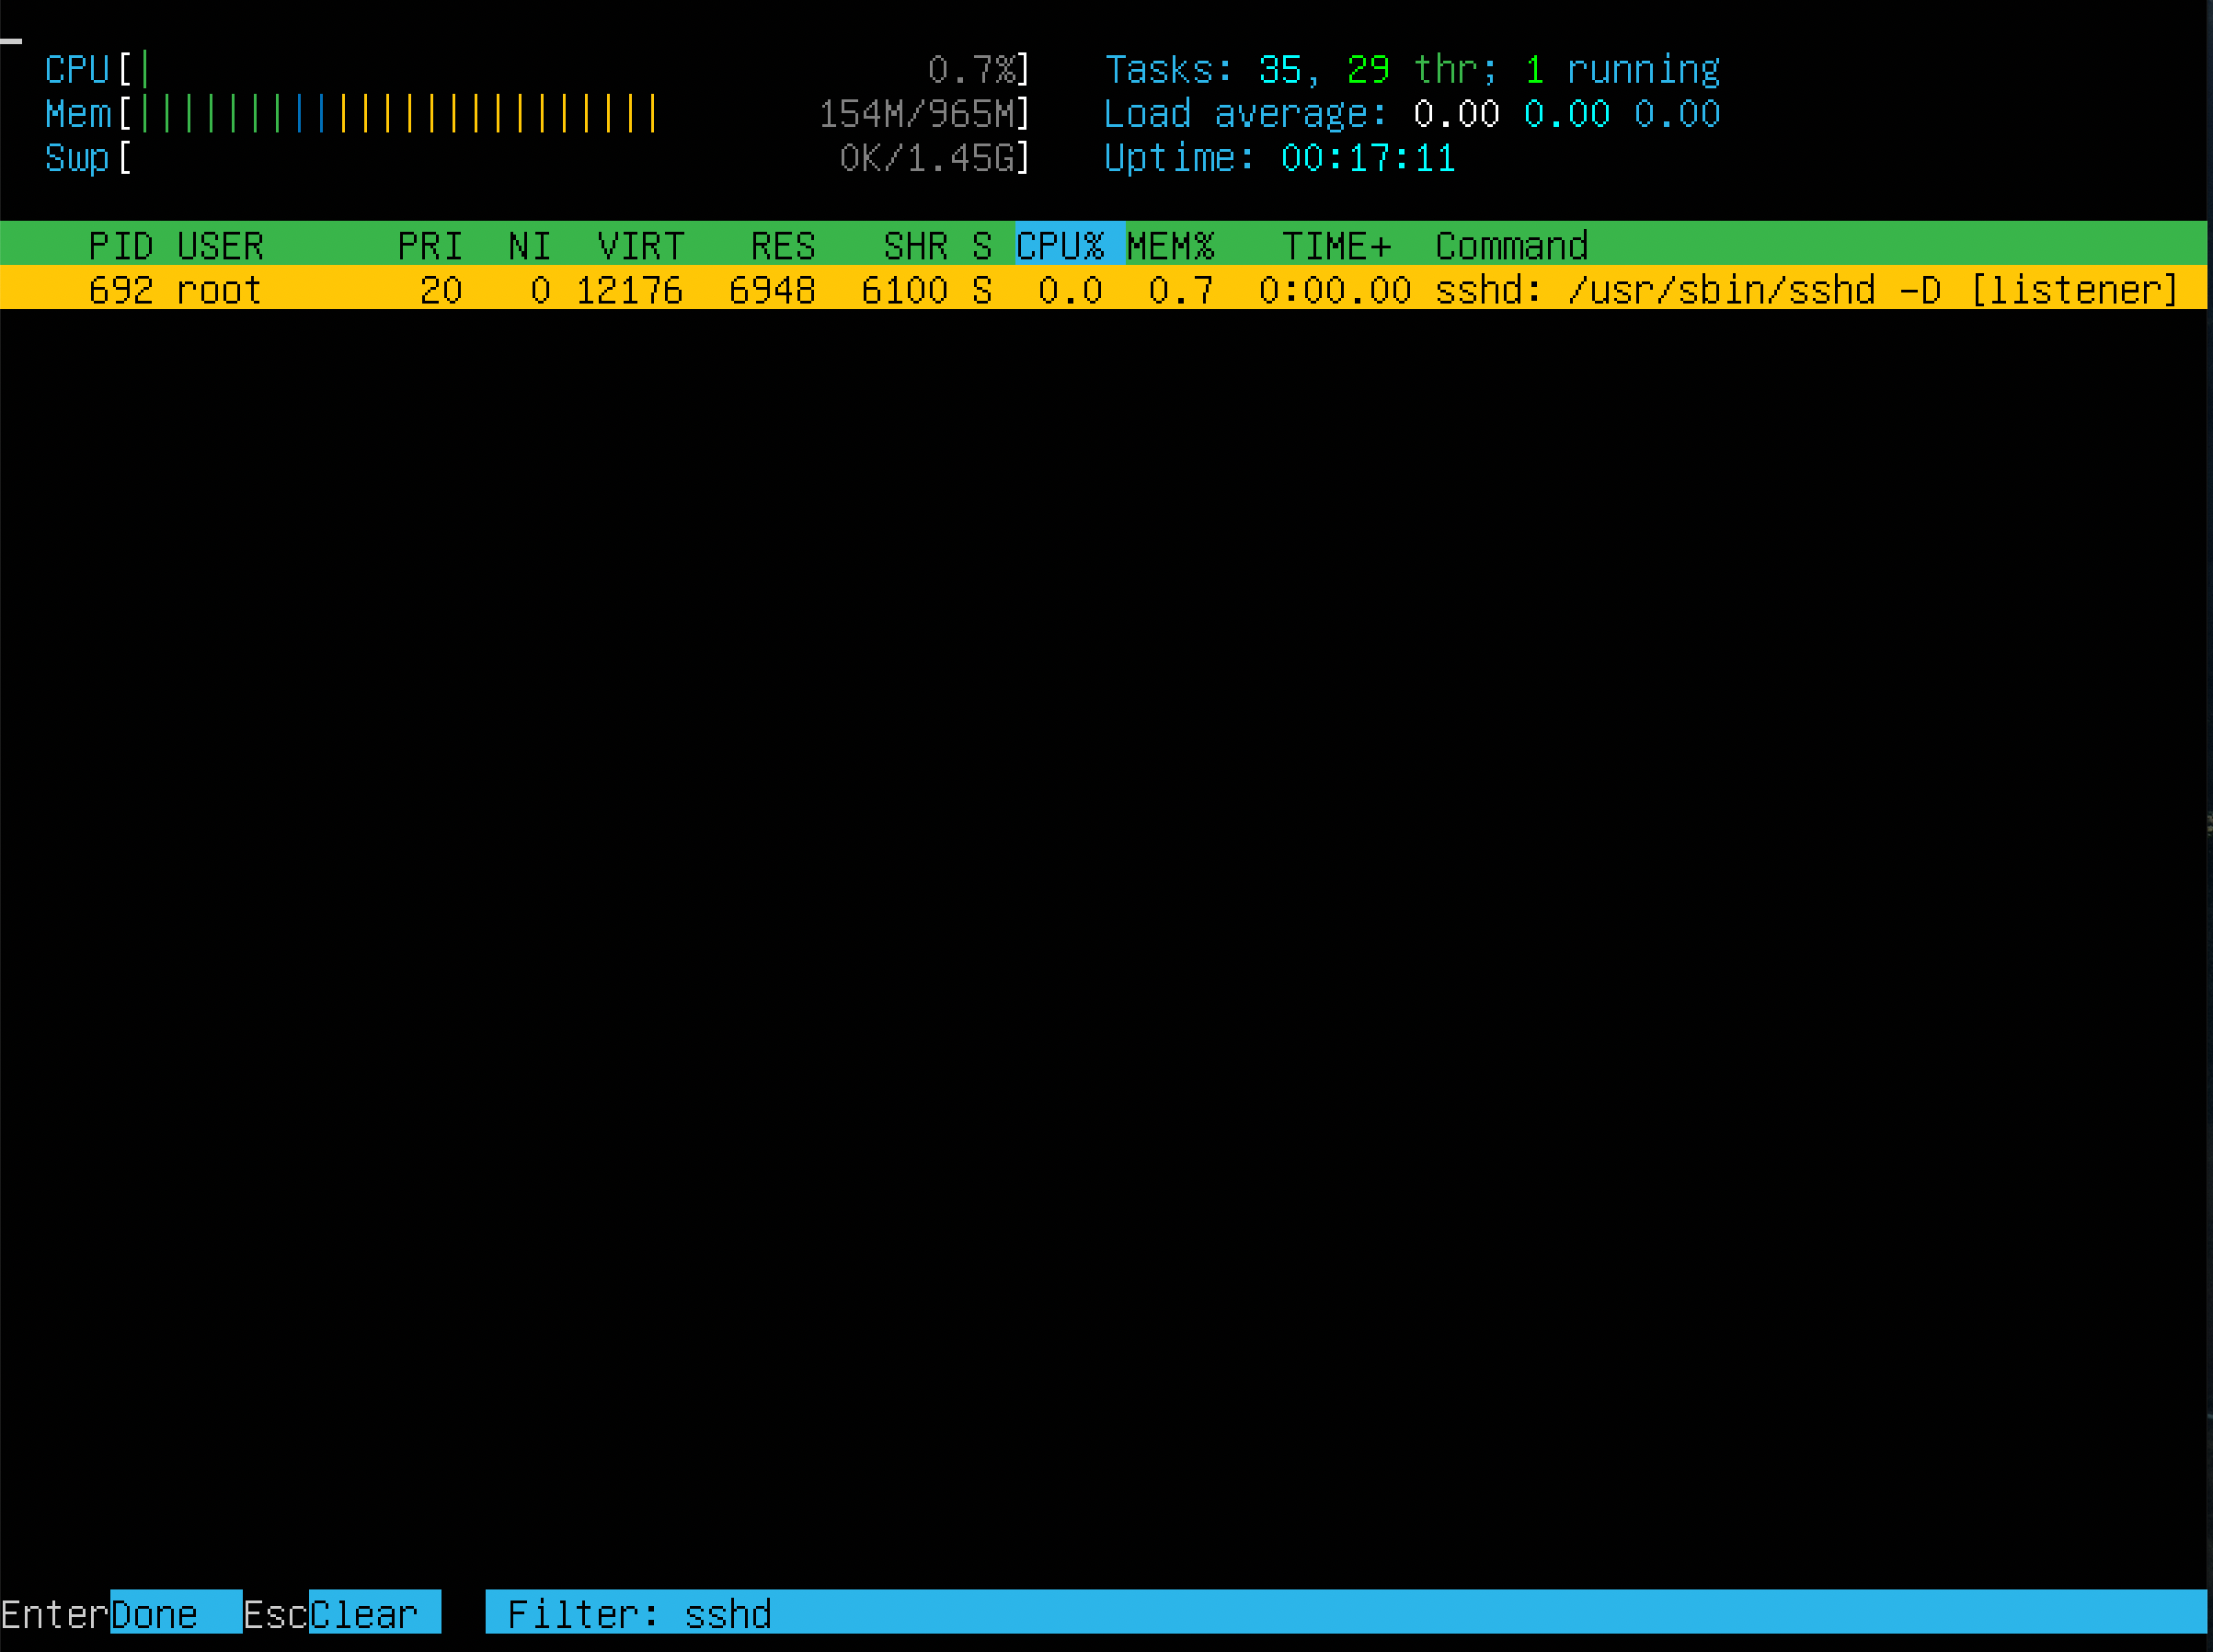 CPU[| 0.7%] Tasks: 35, 29 thr; 1 running
Mem[|||||||||||||||||||||||| 154M/965M] Load average: 0.00 0.00 0.00
Swp[ 0K/1.45G] Uptime: 00:17:11
PID USER PRI NI VIRT RES SHR S CPU% MEM% TIME+ Command
692 root 20 0 12176 6948 6100 S 0.0 0.7 0:00.00 sshd: /usr/sbin/sshd -D [listener]
EnterDone EscClear Filter: sshd